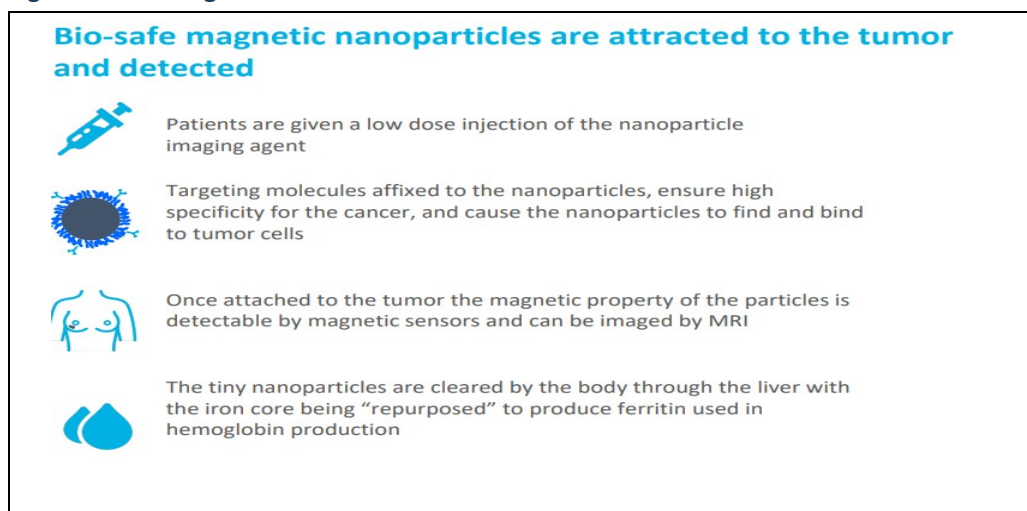 Bio-safe magnetic nanoparticles are attracted to the tumor
and detected
Patients are given a low dose injection of the nanoparticle
imaging agent
Targeting molecules affixed to the nanoparticles, ensure high
specificity for the cancer, and cause the nanoparticles to find and bind
to tumor cells
Once attached to the tumor the magnetic property of the particles is
detectable by magnetic sensors and can be imaged by MRI
The tiny nanoparticles are cleared by the body through the liver with
the iron core being “repurposed” to produce ferritin used in
hemoglobin production